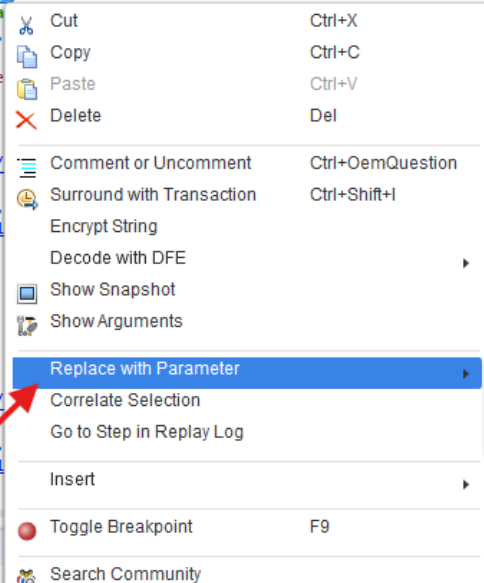 Cut Ctrl+X
Copy Ctrl+C
Paste Ctrl+V
Delete Del
Comment or Uncomment Ctrl+OemQuestion
Surround with Transaction Ctrl+Shift+I
Encrypt String
Decode with DFE
Show Snapshot
Show Arguments
Replace with Parameter
Correlate Selection
Go to Step in Replay Log
Insert
Toggle Breakpoint F9
Search Community